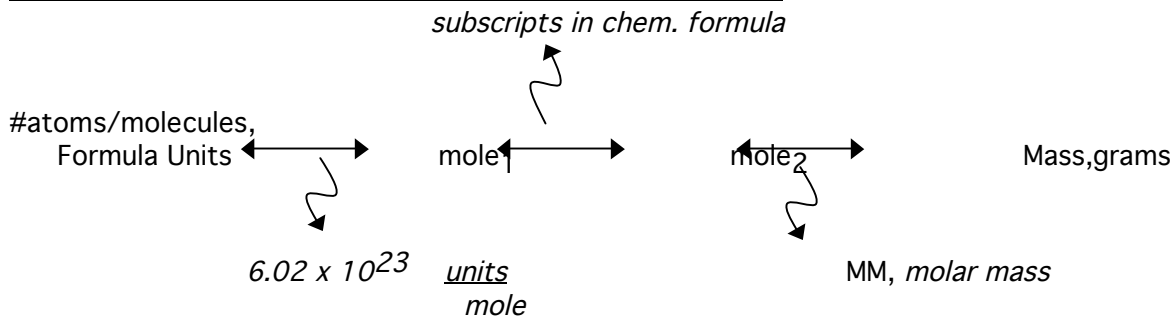 subscripts in chem. formula
#atoms/molecules,
Formula Units mole1 mole2 Mass,grams
6.02 x 10^23 units MM, molar mass
mole